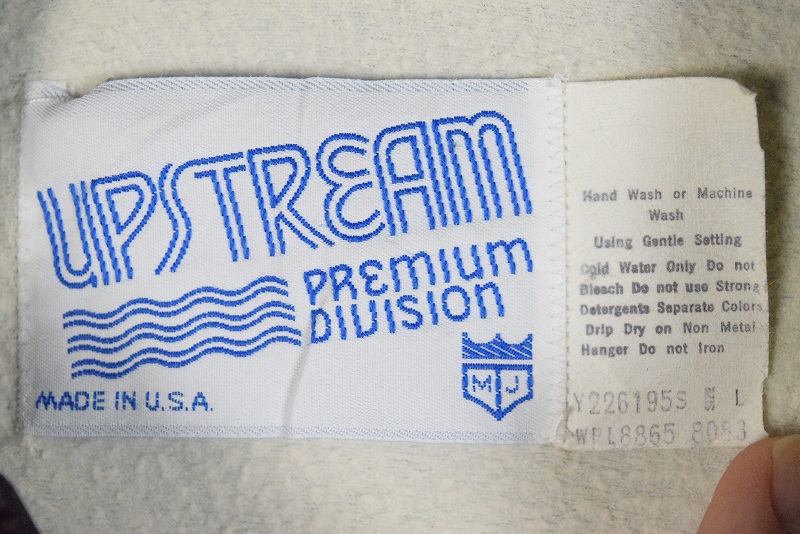 UPSTREAM
PREMIUM
DIVISION
MJ
MADE IN U.S.A.
Hand Wash or Machine
Wash
Using Gentle Setting
Cold Water Only Do not
Bleach Do not use Strong
Detergents Separate Colors
Drip Dry on Non Metal
Hanger Do not Iron
Y226195S SIZE L
WPL8865 8083